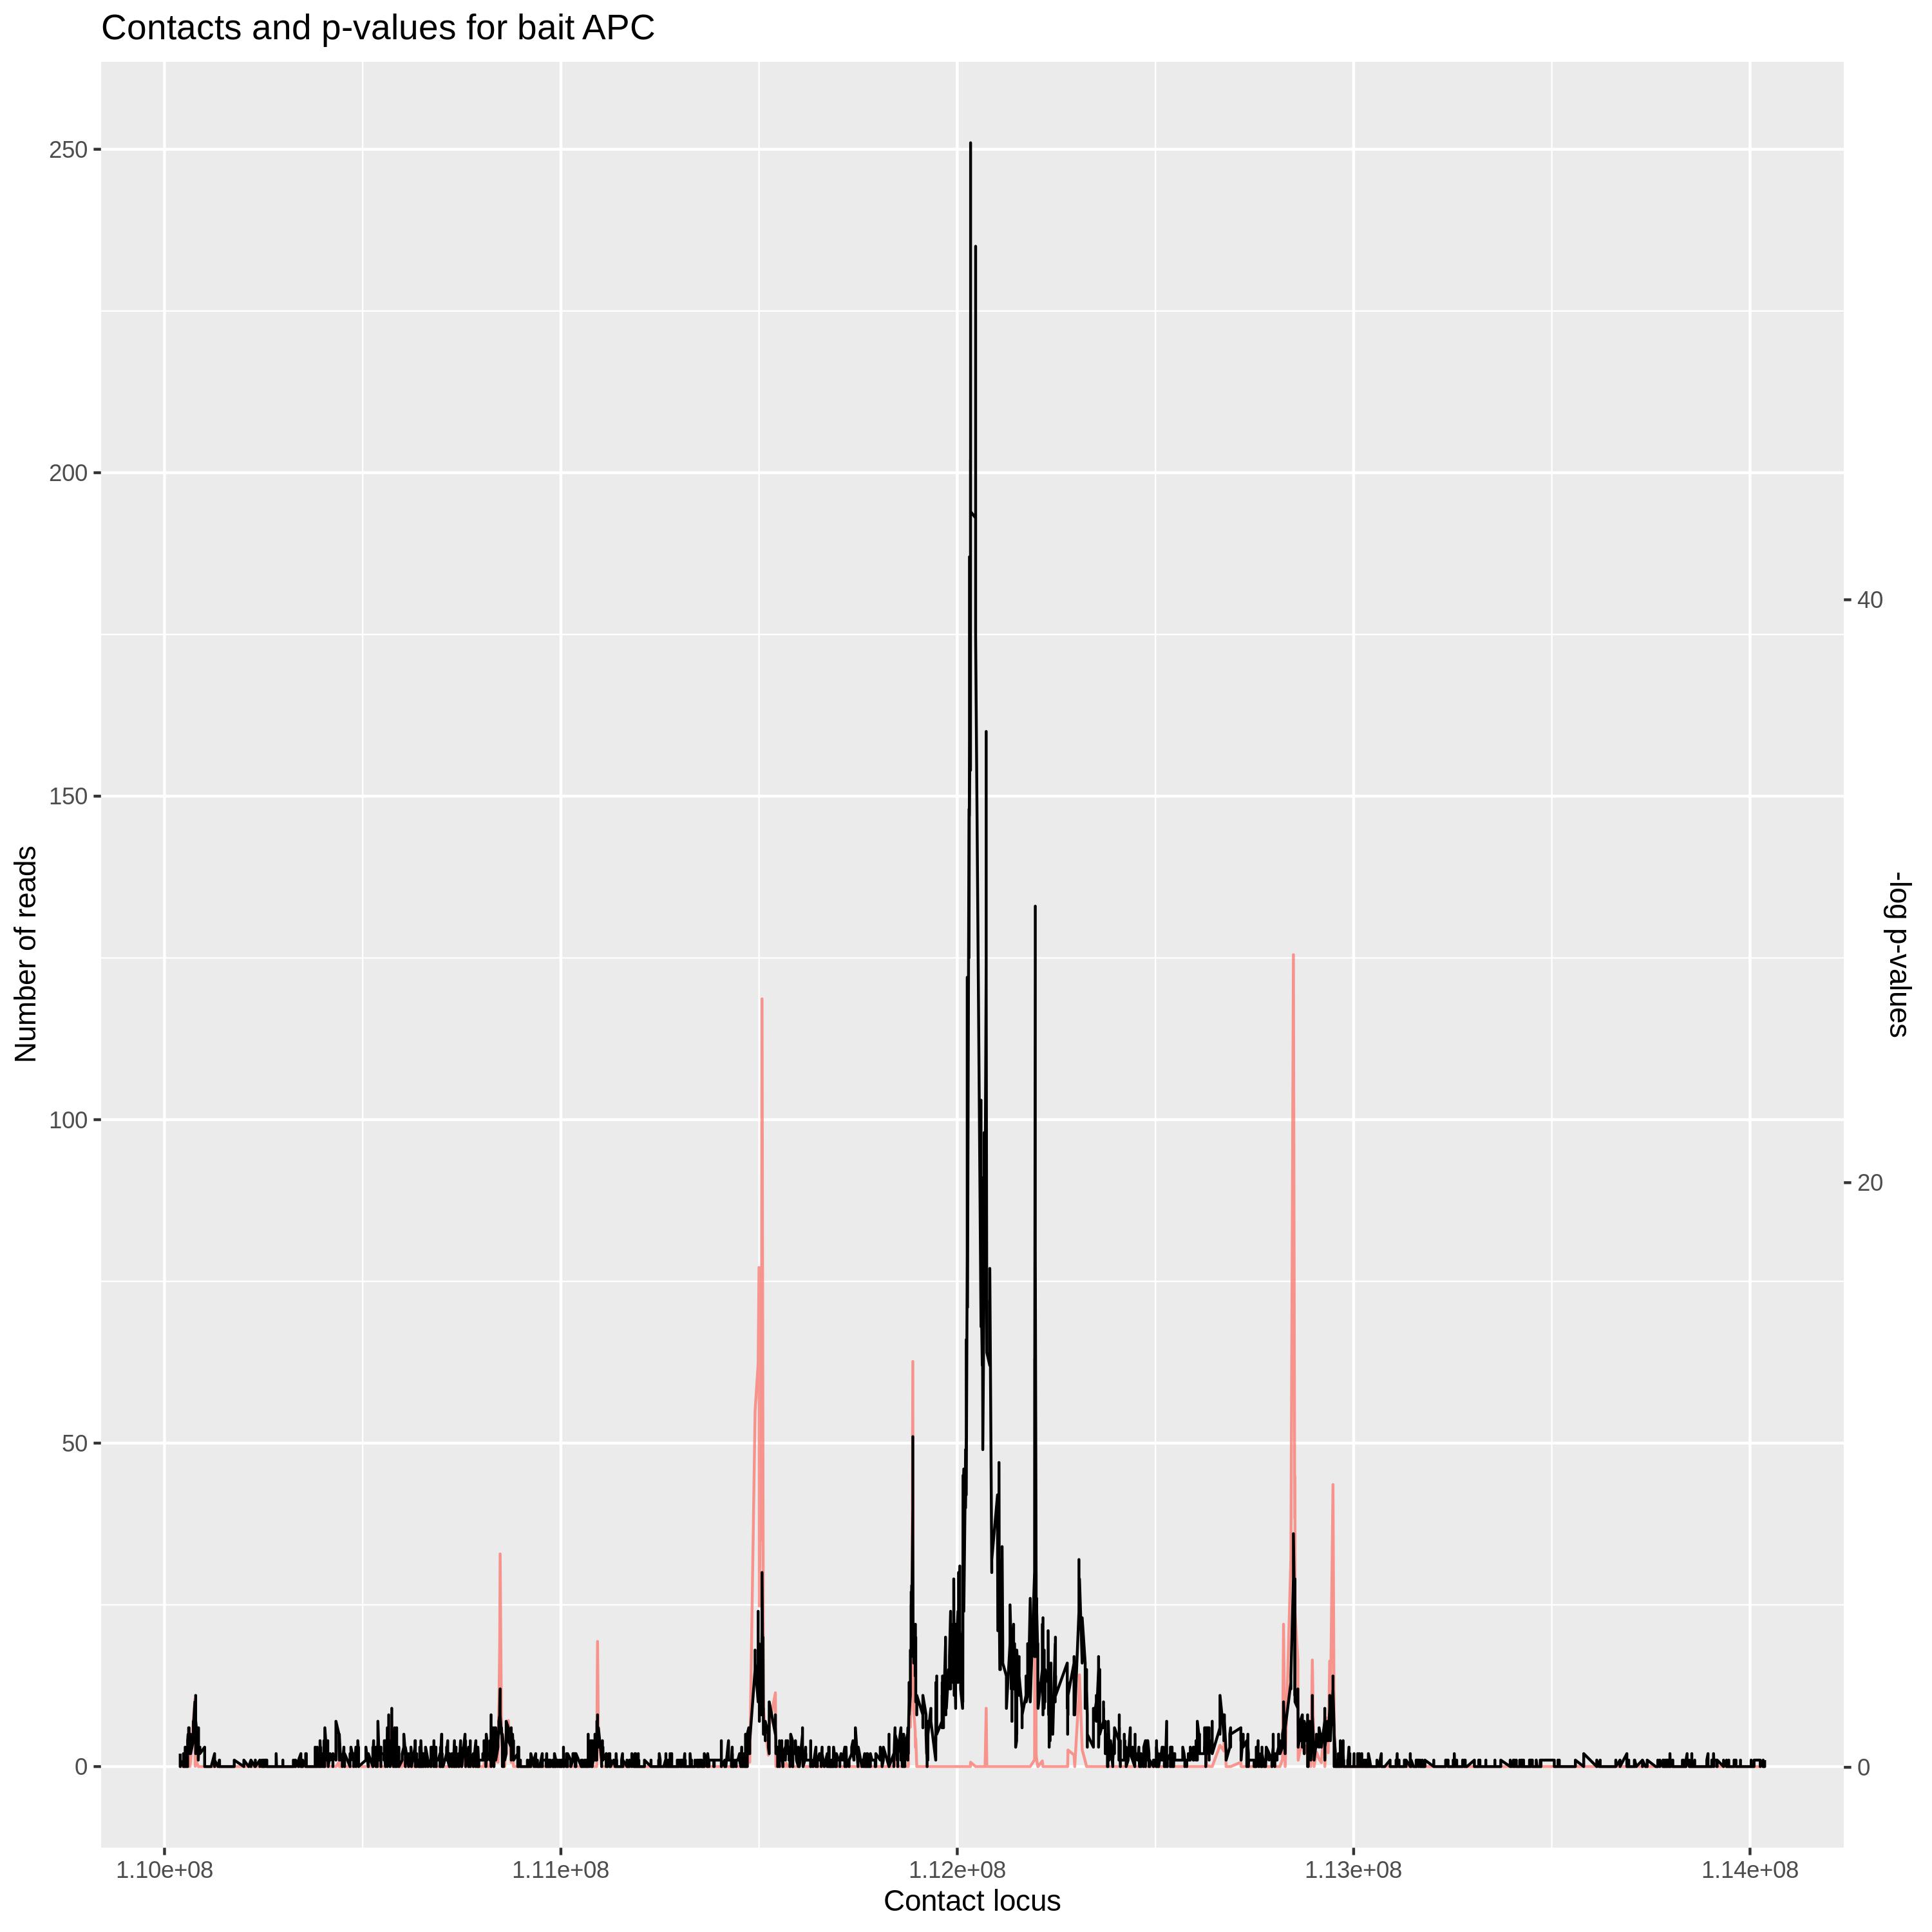 Contacts and p-values for bait APC
250
200
150
100
50
0
Number of reads
40
20
0
-log p-values
1.10e+08
1.11e+08
1.12e+08
1.13e+08
1.14e+08
Contact locus